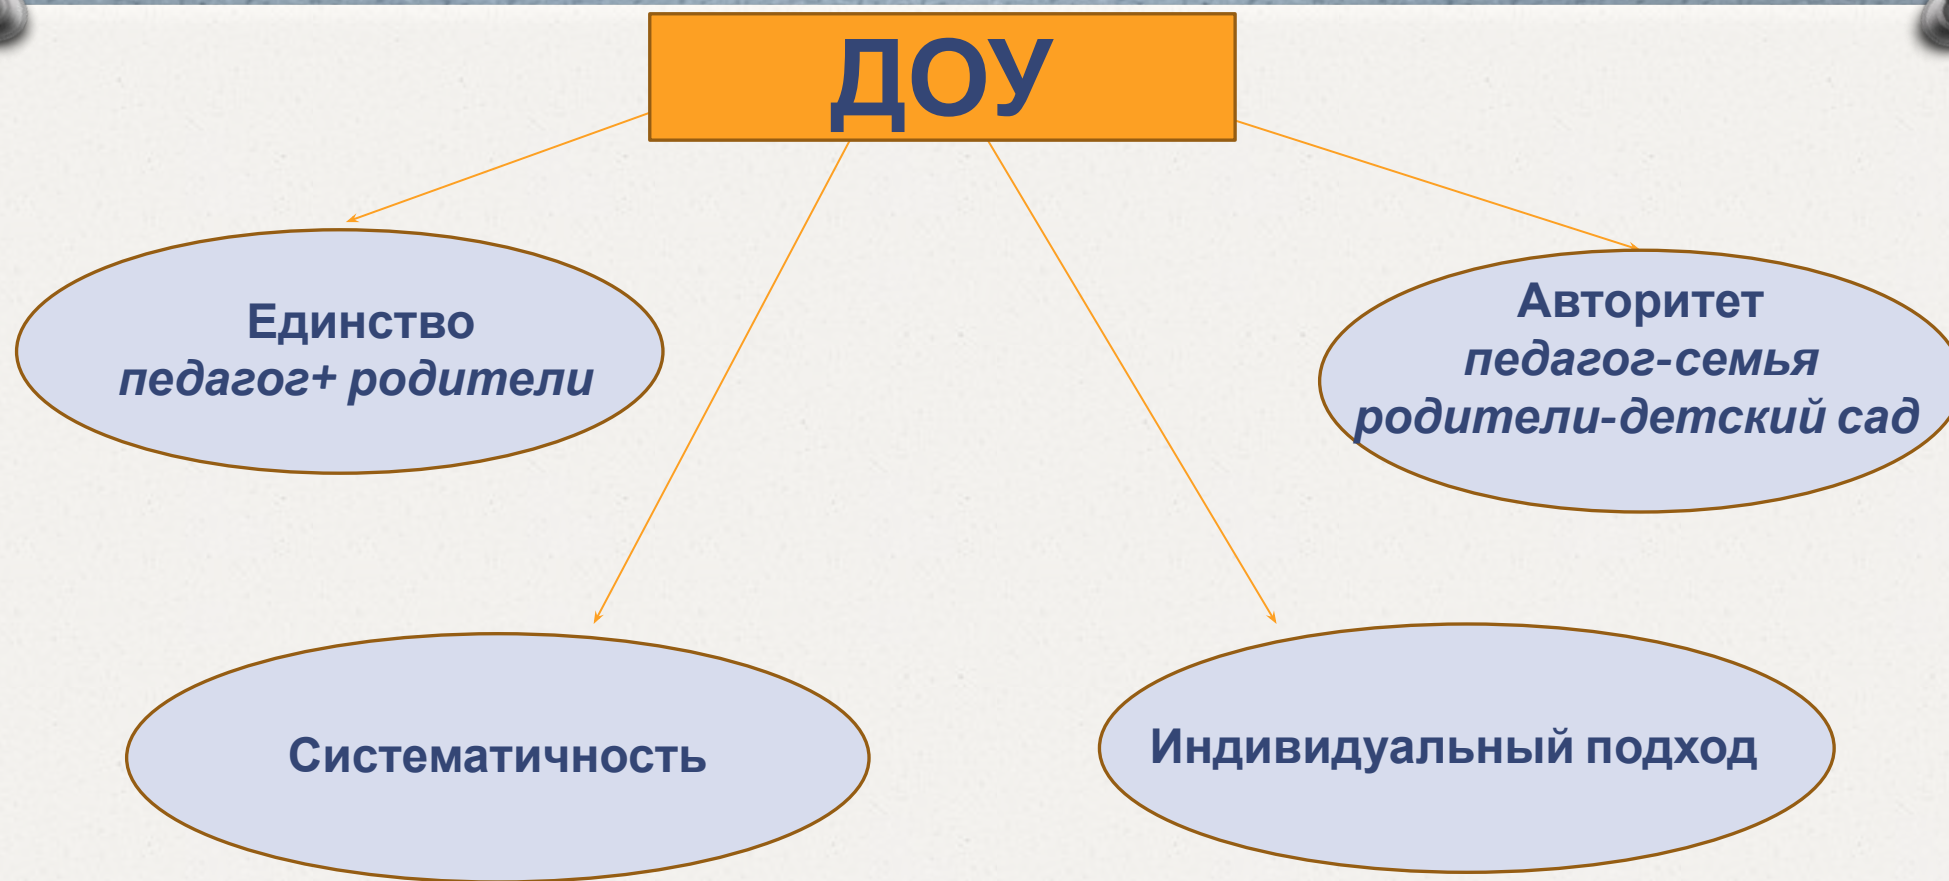 ДОУ
Единство
педагог+ родители
Авторитет
педагог-семья
родители-детский сад
Систематичность
Индивидуальный подход